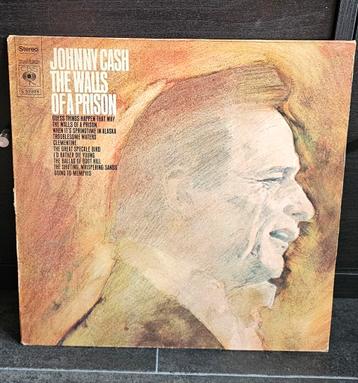 Stereo
JOHNNY CASH
THE WALLS
OF A PRISON
GUESS THINGS HAPPEN THAT WAY
THE WALLS OF A PRISON
WHEN IT'S SPRINGTIME IN ALASKA
TROUBLESOME WATERS
CLEMENTINE
THE GREAT SPECKLE BIRD
I'D RATHER DIE YOUNG
THE BALLAD OF BOOT HILL
THE SHIFTING, WHISPERING SANDS
GOING TO MEMPHIS